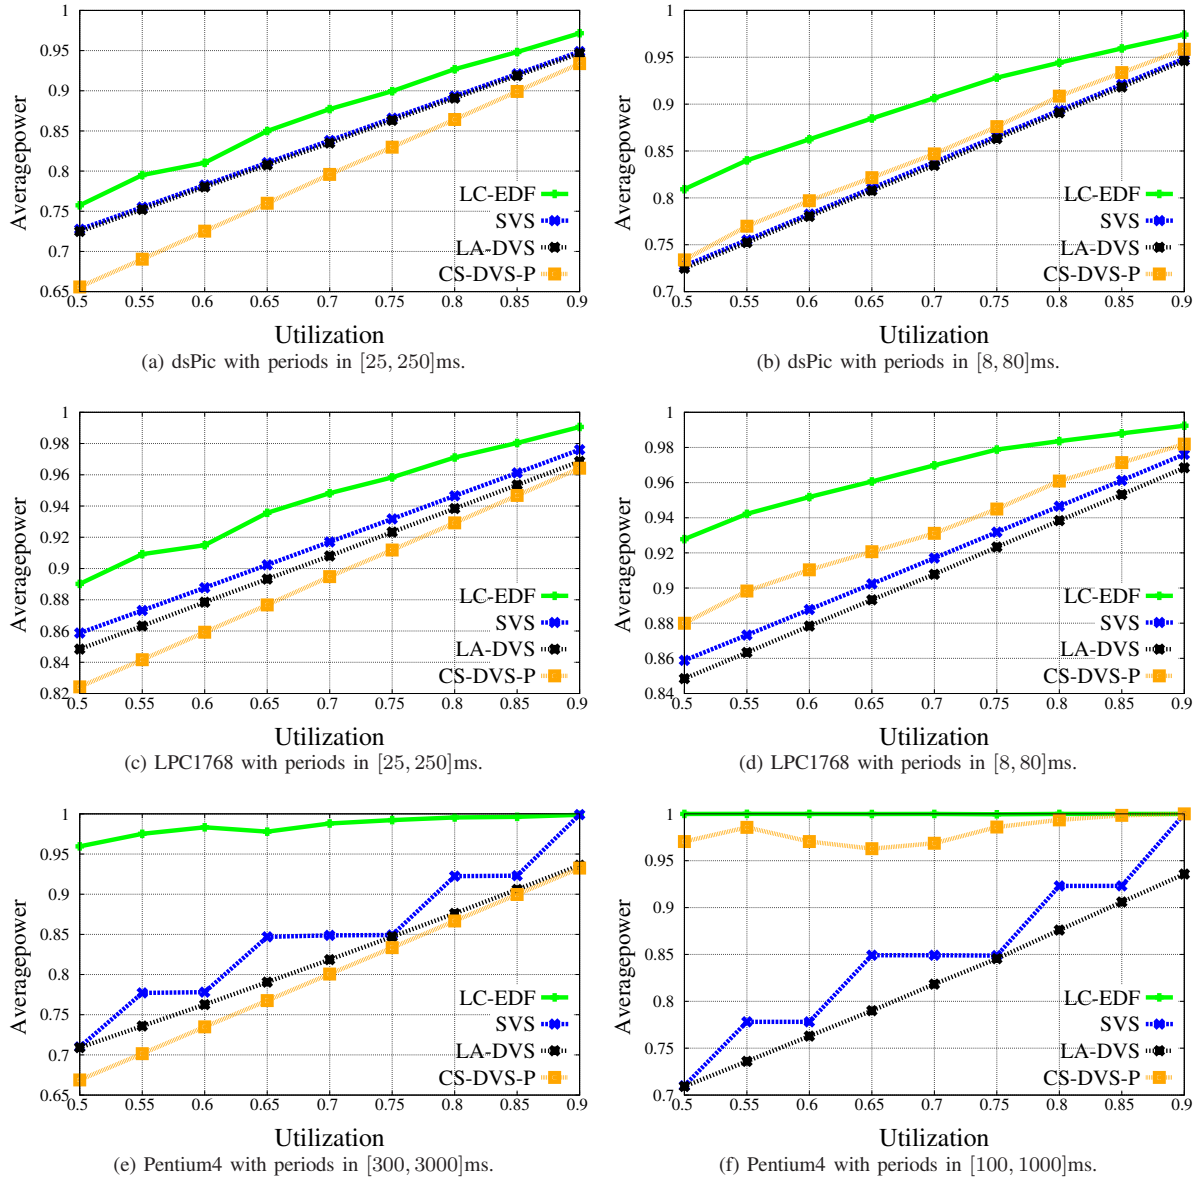 1
0.95
0.9
0.85
0.8
0.75
0.7
0.65
Averagepower
0.5 0.55 0.6 0.65 0.7 0.75 0.8 0.85 0.9
LC-EDF
SVS
LA-DVS
CS-DVS-P
Utilization
(a) dsPic with periods in [25, 250]ms.
1
0.95
0.9
0.85
0.8
0.75
0.7
Averagepower
0.5 0.55 0.6 0.65 0.7 0.75 0.8 0.85 0.9
LC-EDF
SVS
LA-DVS
CS-DVS-P
Utilization
(b) dsPic with periods in [8, 80]ms.
1
0.98
0.96
0.94
0.92
0.9
0.88
0.86
0.84
0.82
Averagepower
0.5 0.55 0.6 0.65 0.7 0.75 0.8 0.85 0.9
LC-EDF
SVS
LA-DVS
CS-DVS-P
Utilization
(c) LPC1768 with periods in [25, 250]ms.
1
0.98
0.96
0.94
0.92
0.9
0.88
0.86
0.84
Averagepower
0.5 0.55 0.6 0.65 0.7 0.75 0.8 0.85 0.9
LC-EDF
SVS
LA-DVS
CS-DVS-P
Utilization
(d) LPC1768 with periods in [8, 80]ms.
1
0.95
0.9
0.85
0.8
0.75
0.7
0.65
Averagepower
0.5 0.55 0.6 0.65 0.7 0.75 0.8 0.85 0.9
LC-EDF
SVS
LA-DVS
CS-DVS-P
Utilization
(e) Pentium4 with periods in [300, 3000]ms.
1
0.95
0.9
0.85
0.8
0.75
0.7
Averagepower
0.5 0.55 0.6 0.65 0.7 0.75 0.8 0.85 0.9
LC-EDF
SVS
LA-DVS
CS-DVS-P
Utilization
(f) Pentium4 with periods in [100, 1000]ms.